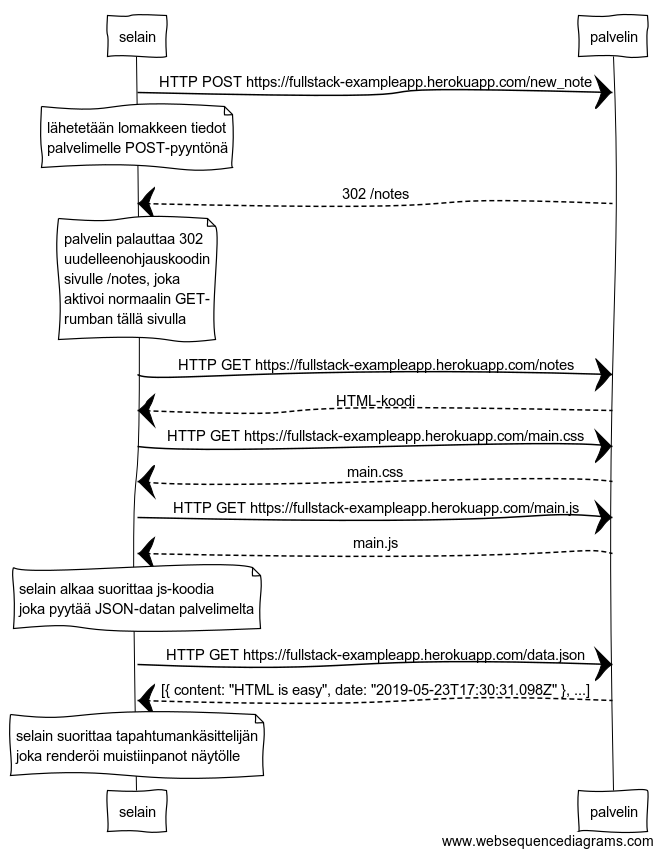 selain palvelin
HTTP POST https://fullstack-exampleapp.herokuapp.com/new_note
lähetetään lomakkeen tiedot
palvelimelle POST-pyyntönä
302 /notes
palvelin palauttaa 302
uudelleenohjauskoodin
sivulle /notes, joka
aktivoi normaalin GET-
rumban tällä sivulla
HTTP GET https://fullstack-exampleapp.herokuapp.com/notes
HTML-koodi
HTTP GET https://fullstack-exampleapp.herokuapp.com/main.css
main.css
HTTP GET https://fullstack-exampleapp.herokuapp.com/main.js
main.js
selain alkaa suorittaa js-koodia
joka pyytää JSON-datan palvelimelta
HTTP GET https://fullstack-exampleapp.herokuapp.com/data.json
[{ content: "HTML is easy", date: "2019-05-23T17:30:31.098Z" }, ...]
selain suorittaa tapahtumankäsittelijän
joka renderöi muistiinpanot näytölle
selain palvelin
www.websequencediagrams.com